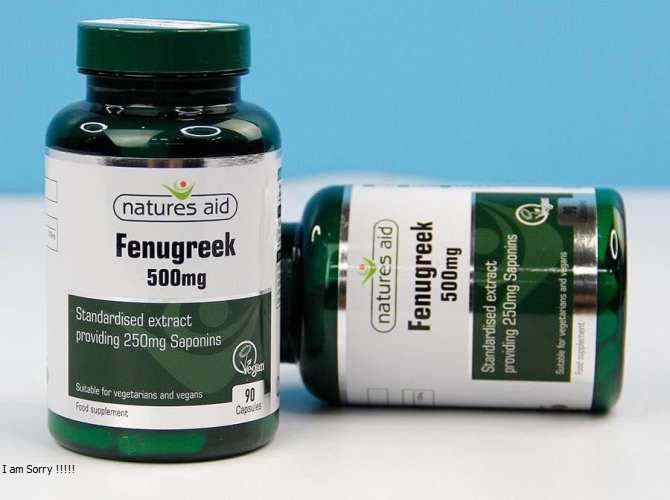 natures aid
Fenugreek
500mg
Standardised extract
providing 250mg Saponins
Vegan
Suitable for vegetarians and vegans
90
Capsules
Food supplement
natures aid
Fenugreek
500mg
Standardised extract
providing 250mg Saponins
Vegan
Suitable for vegetarians and vegans
90
Food supplement
I am Sorry !!!!!